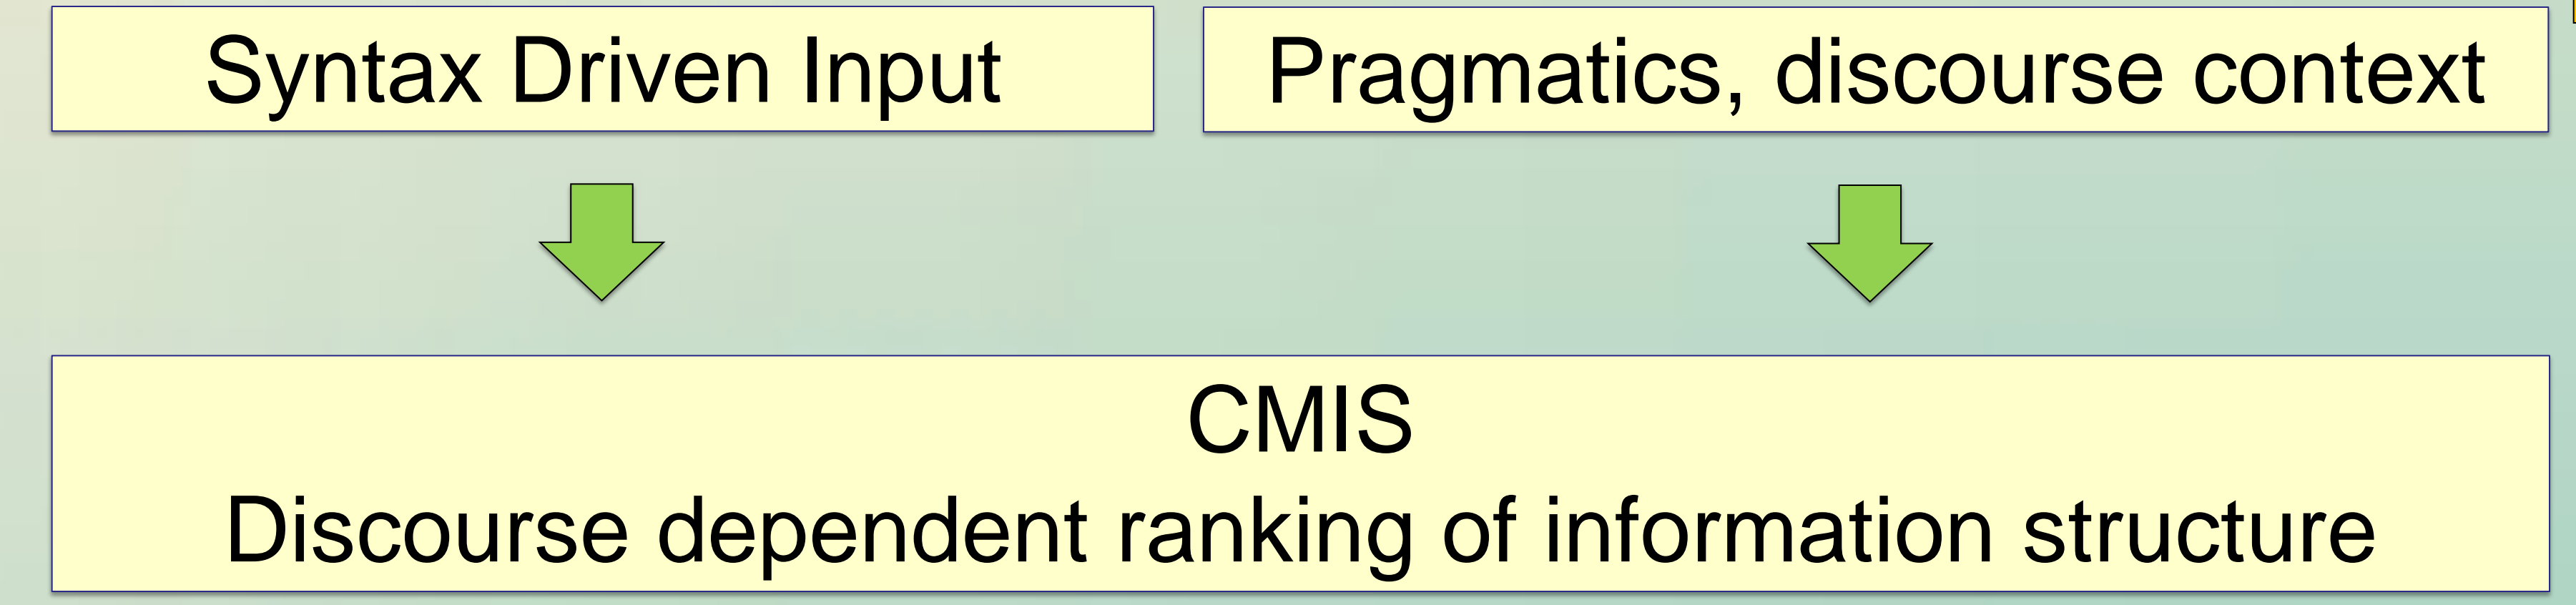 Syntax Driven Input
Pragmatics, discourse context
CMIS
Discourse dependent ranking of information structure